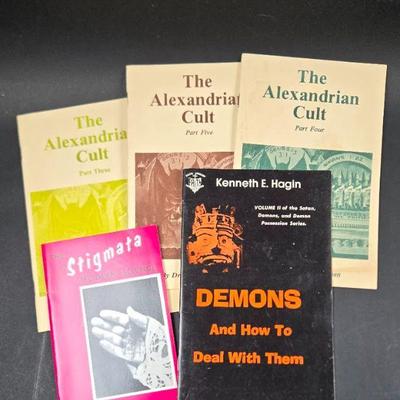 The
Alexandrian
Cult
Part Three
The
Alexandrian
Cult
Part Five
The
Alexandrian
Cult
Part Four
Stigmata
Kenneth E. Hagin
VOLUME II of the Satan,
Demons, and Demon
Possession Series.
DEMONS
And How To
Deal With Them